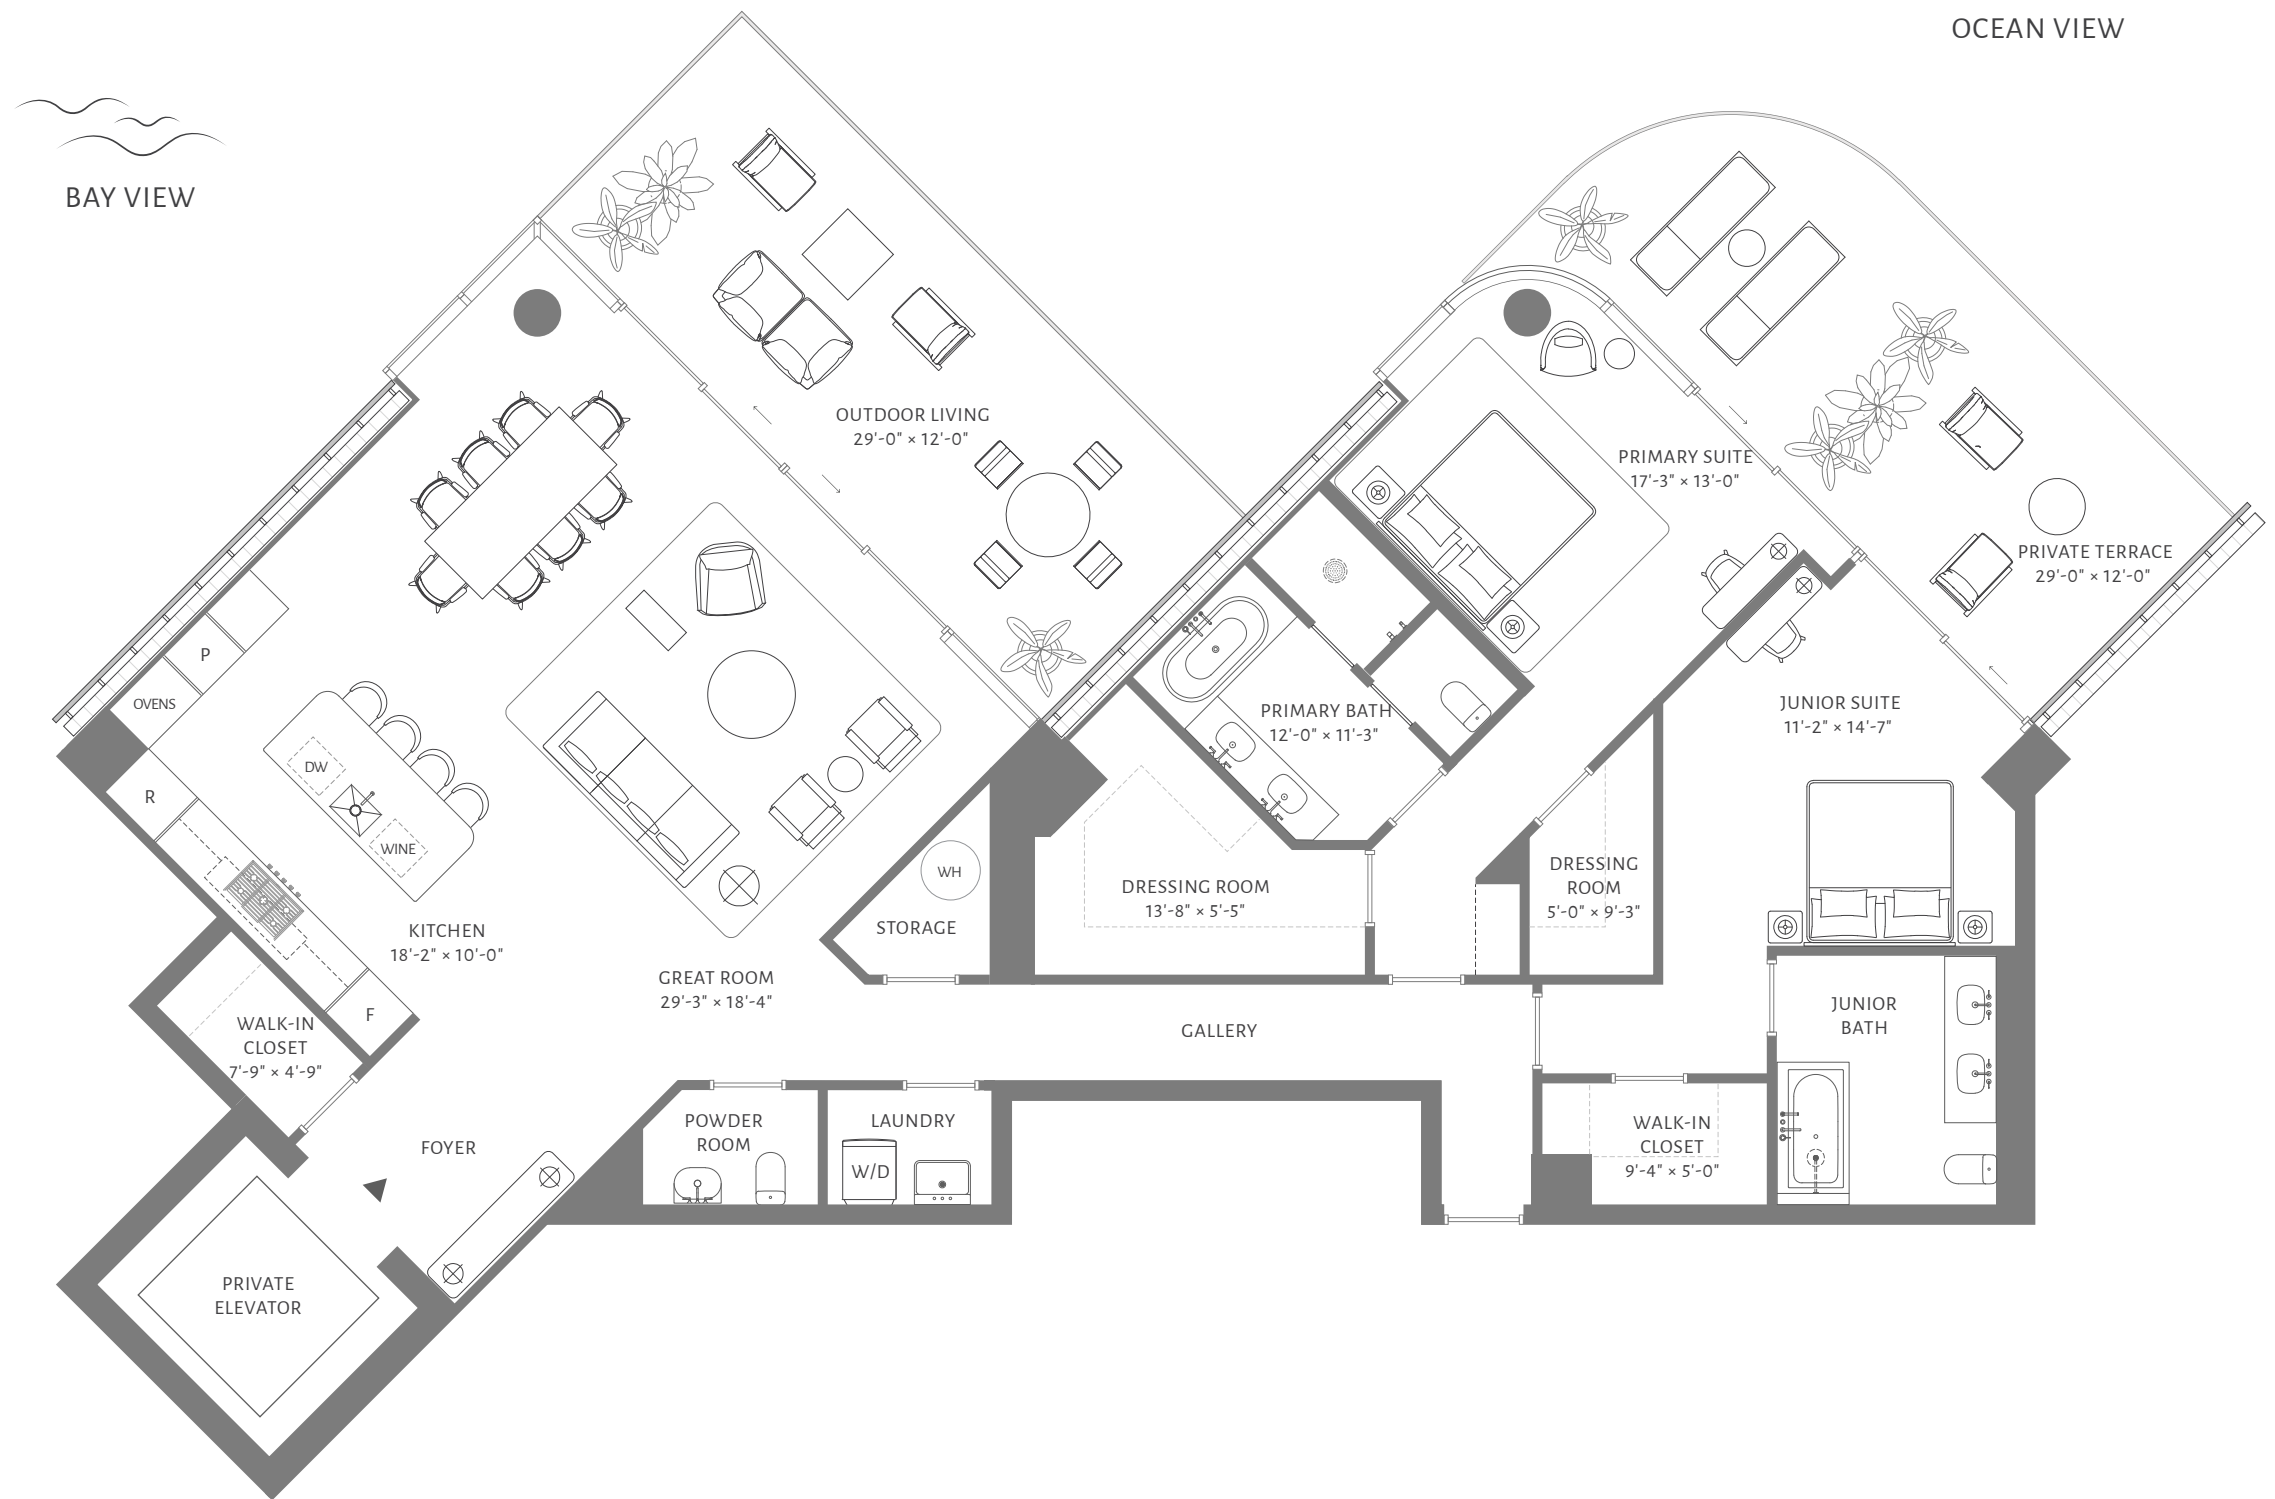 OCEAN VIEW
BAY VIEW
OUTDOOR LIVING
29'-0" × 12'-0"
PRIMARY SUITE
17'-3" × 13'-0"
PRIVATE TERRACE
29'-0" × 12'-0"
P
OVENS
PRIMARY BATH
12'-0" × 11'-3"
JUNIOR SUITE
11'-2" × 14'-7"
DW
R
WINE
WH
DRESSING
ROOM
5'-0" × 9'-3"
DRESSING ROOM
13'-8" × 5'-5"
STORAGE
KITCHEN
18'-2" × 10'-0"
GREAT ROOM
29'-3" × 18'-4"
F
WALK-IN
CLOSET
7'-9" × 4'-9"
GALLERY
JUNIOR
BATH
POWDER
ROOM
LAUNDRY
W/D
WALK-IN
CLOSET
9'-4" × 5'-0"
FOYER
PRIVATE
ELEVATOR